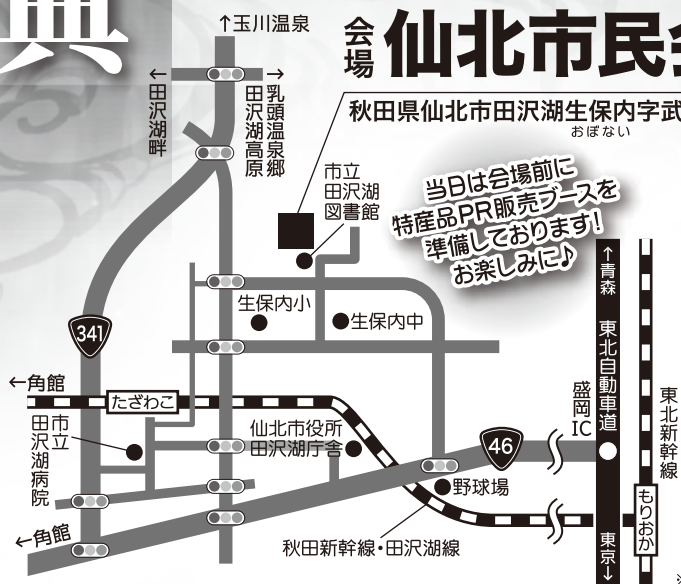 典
↑玉川温泉
会場 仙北市民会
秋田県仙北市田沢湖生保内字武
おぼない
←田沢湖畔
→乳頭温泉郷
田沢湖高原
市立
田沢湖
図書館
当日は会場前に
特産品PR販売ブースを
準備しております!
お楽しみに♪
生保内小
生保内中
341
←角館
たざわこ
市立
田沢湖病院
仙北市役所
田沢湖庁舎
46
野球場
←角館
秋田新幹線・田沢湖線
↑青森
東北自動車道
盛岡IC
東北新幹線
もりおか
東京↓
※